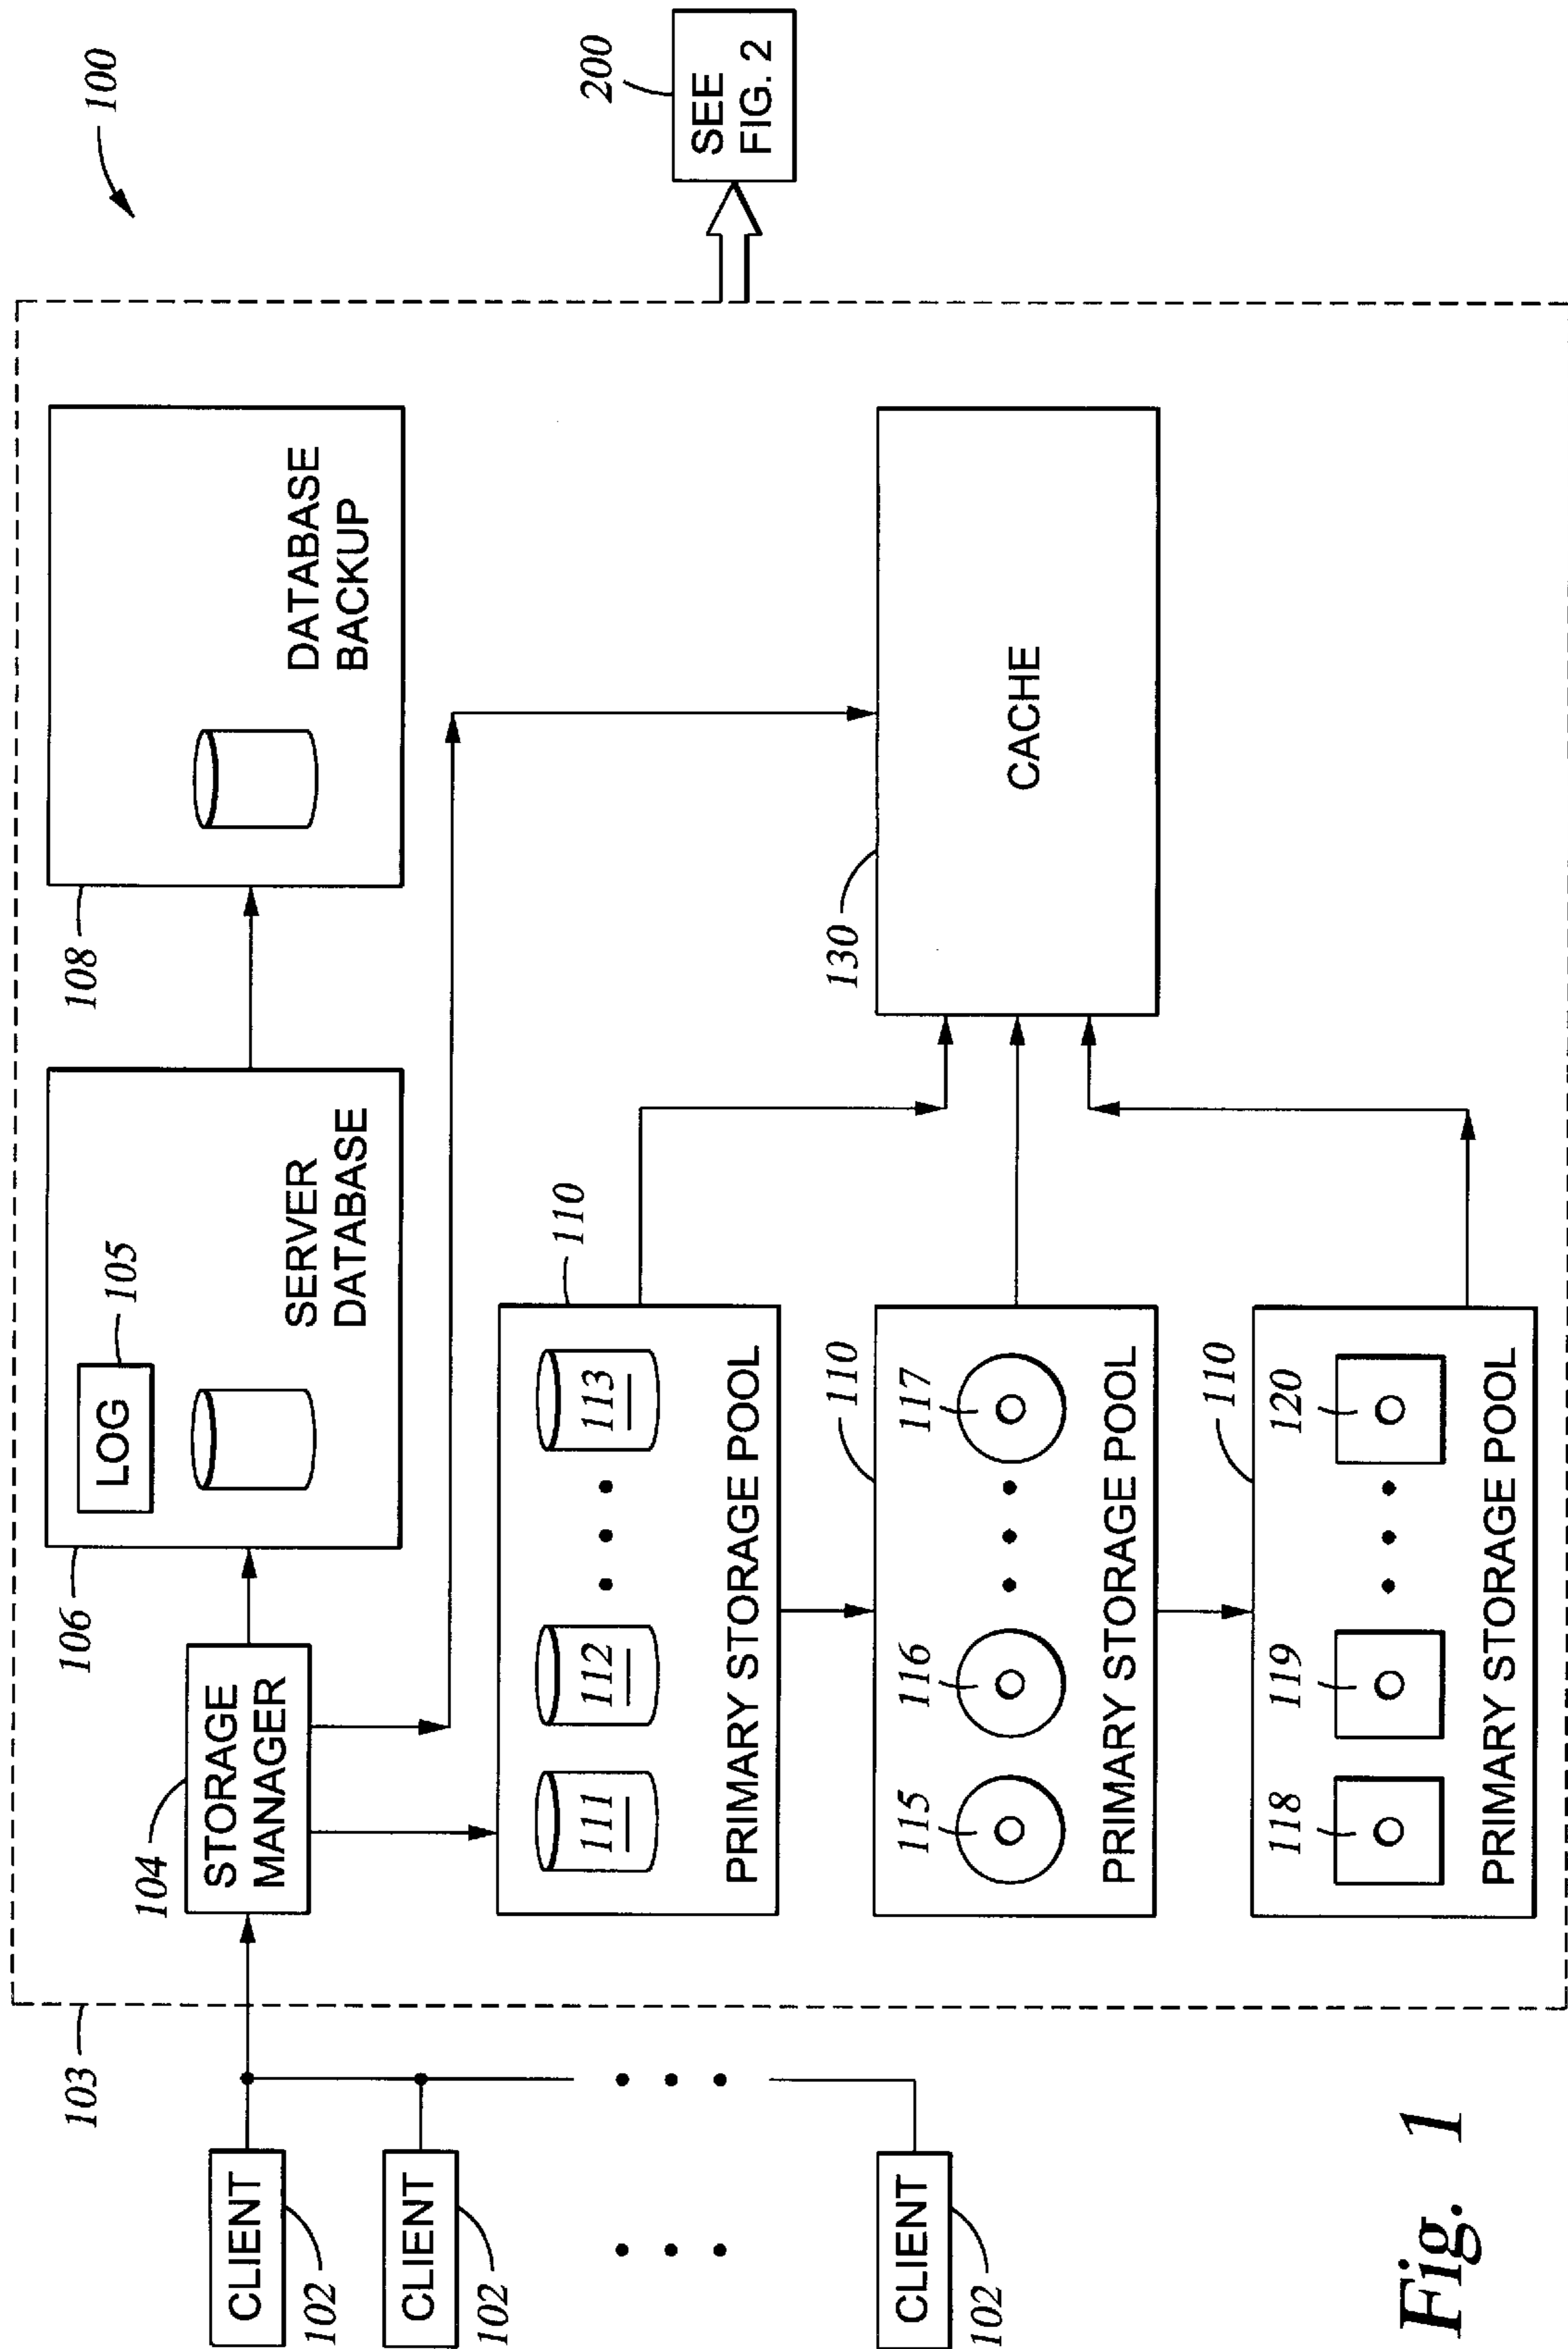 100
200
SEE
FIG. 2
103
CLIENT
102
CLIENT
102
CLIENT
102
104
STORAGE
MANAGER
106
LOG
105
SERVER
DATABASE
108
DATABASE
BACKUP
110
111
112
113
PRIMARY STORAGE POOL
110
115
116
117
PRIMARY STORAGE POOL
110
118
119
120
PRIMARY STORAGE POOL
130
CACHE
Fig. 1